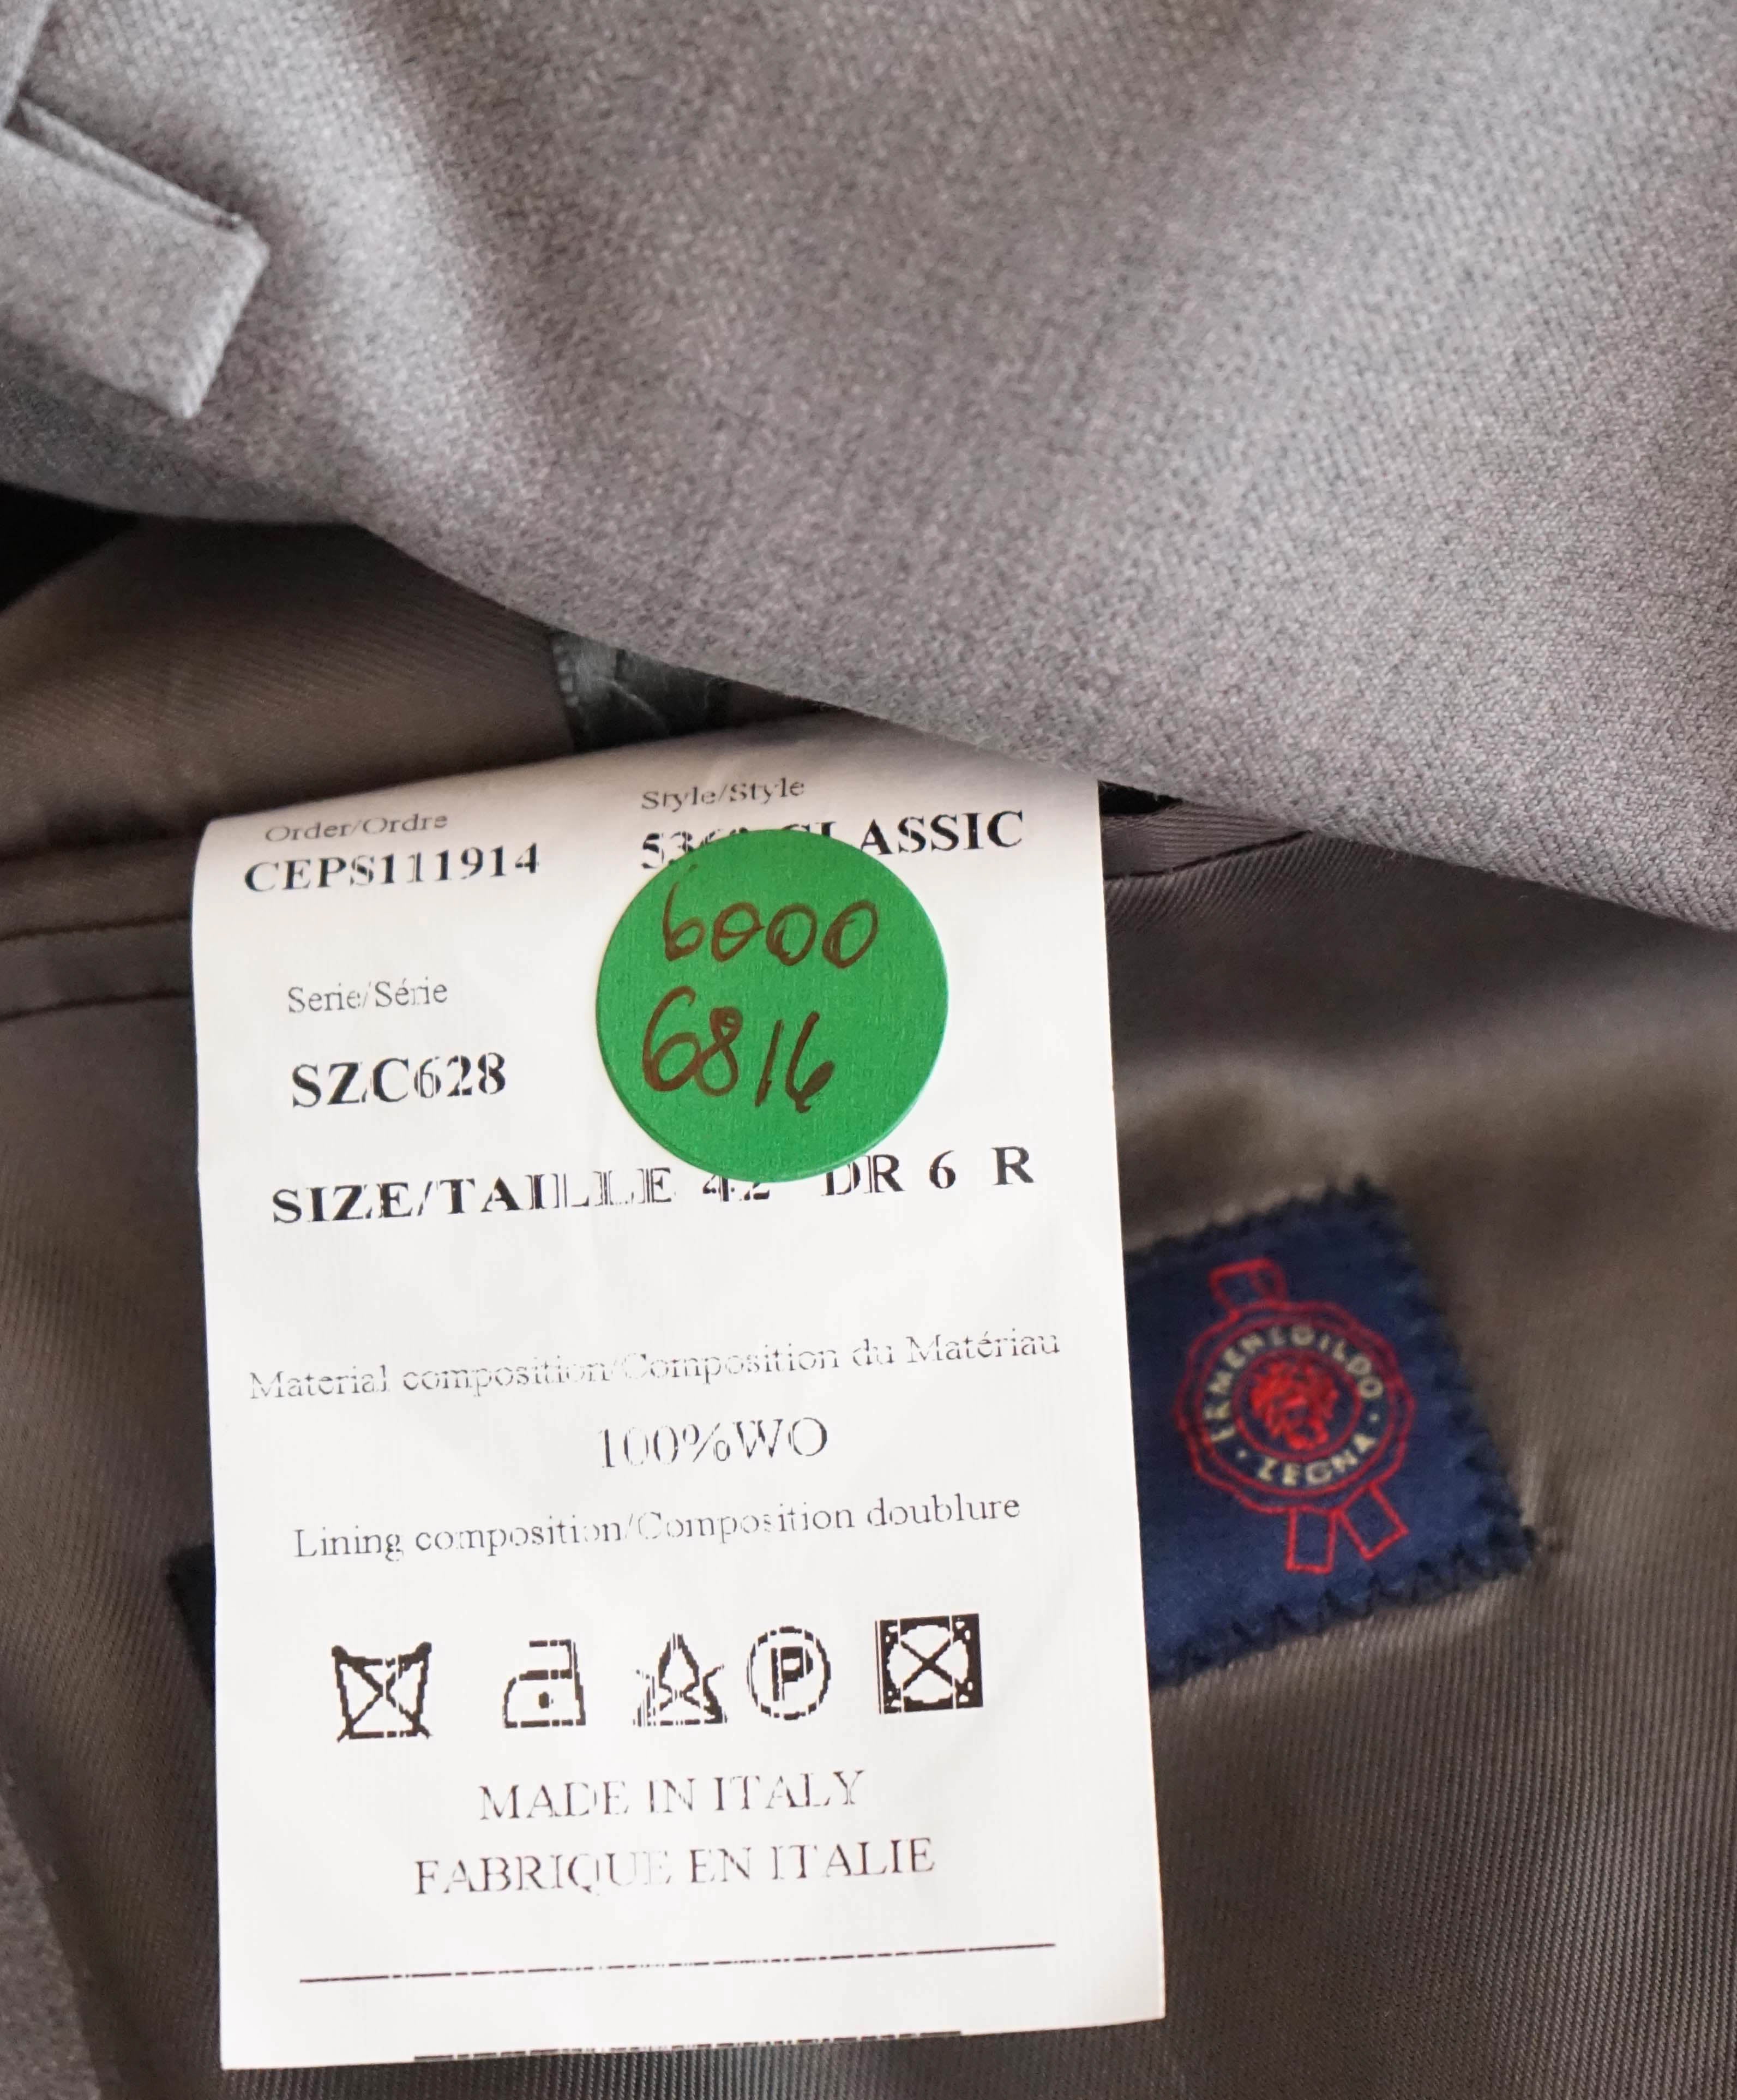 Order/Ordre
Style/Style
CEPS111914
ASSIC
6000
Serie/Série
6816
SZC628
SIZE/TAILLE 42 DR 6 R
Material composition/Composition du Matériau
100%WO
Lining composition/Composition doublure
P
MADE IN ITALY
FABRIQUE EN ITALIE
ERMENEGILDO
· ZEGNA ·